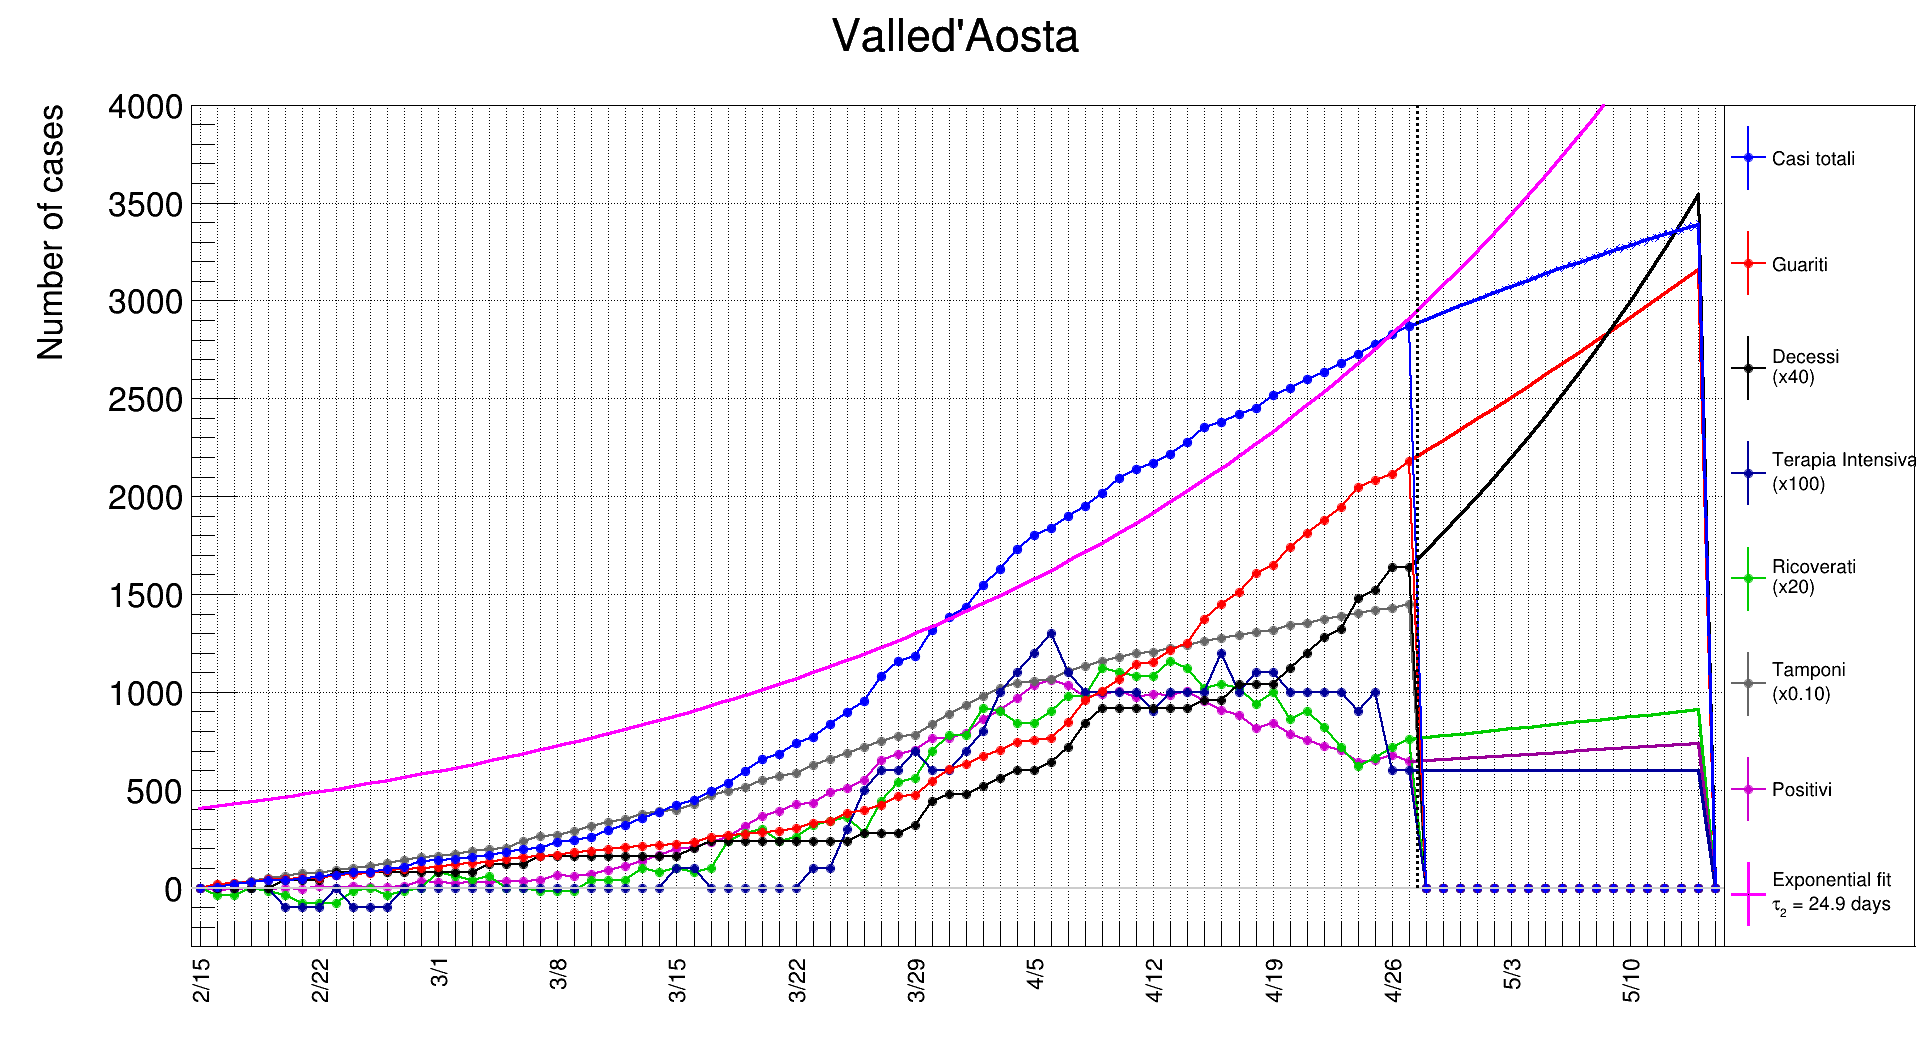 Valled'Aosta
Number of cases
4000
3500
3000
2500
2000
1500
1000
500
0
2/15
2/22
3/1
3/8
3/15
3/22
3/29
4/5
4/12
4/19
4/26
5/3
5/10
Casi totali
Guariti
Decessi
(x40)
Terapia Intensiva
(x100)
Ricoverati
(x20)
Tamponi
(x0.10)
Positivi
Exponential fit
τ2 = 24.9 days